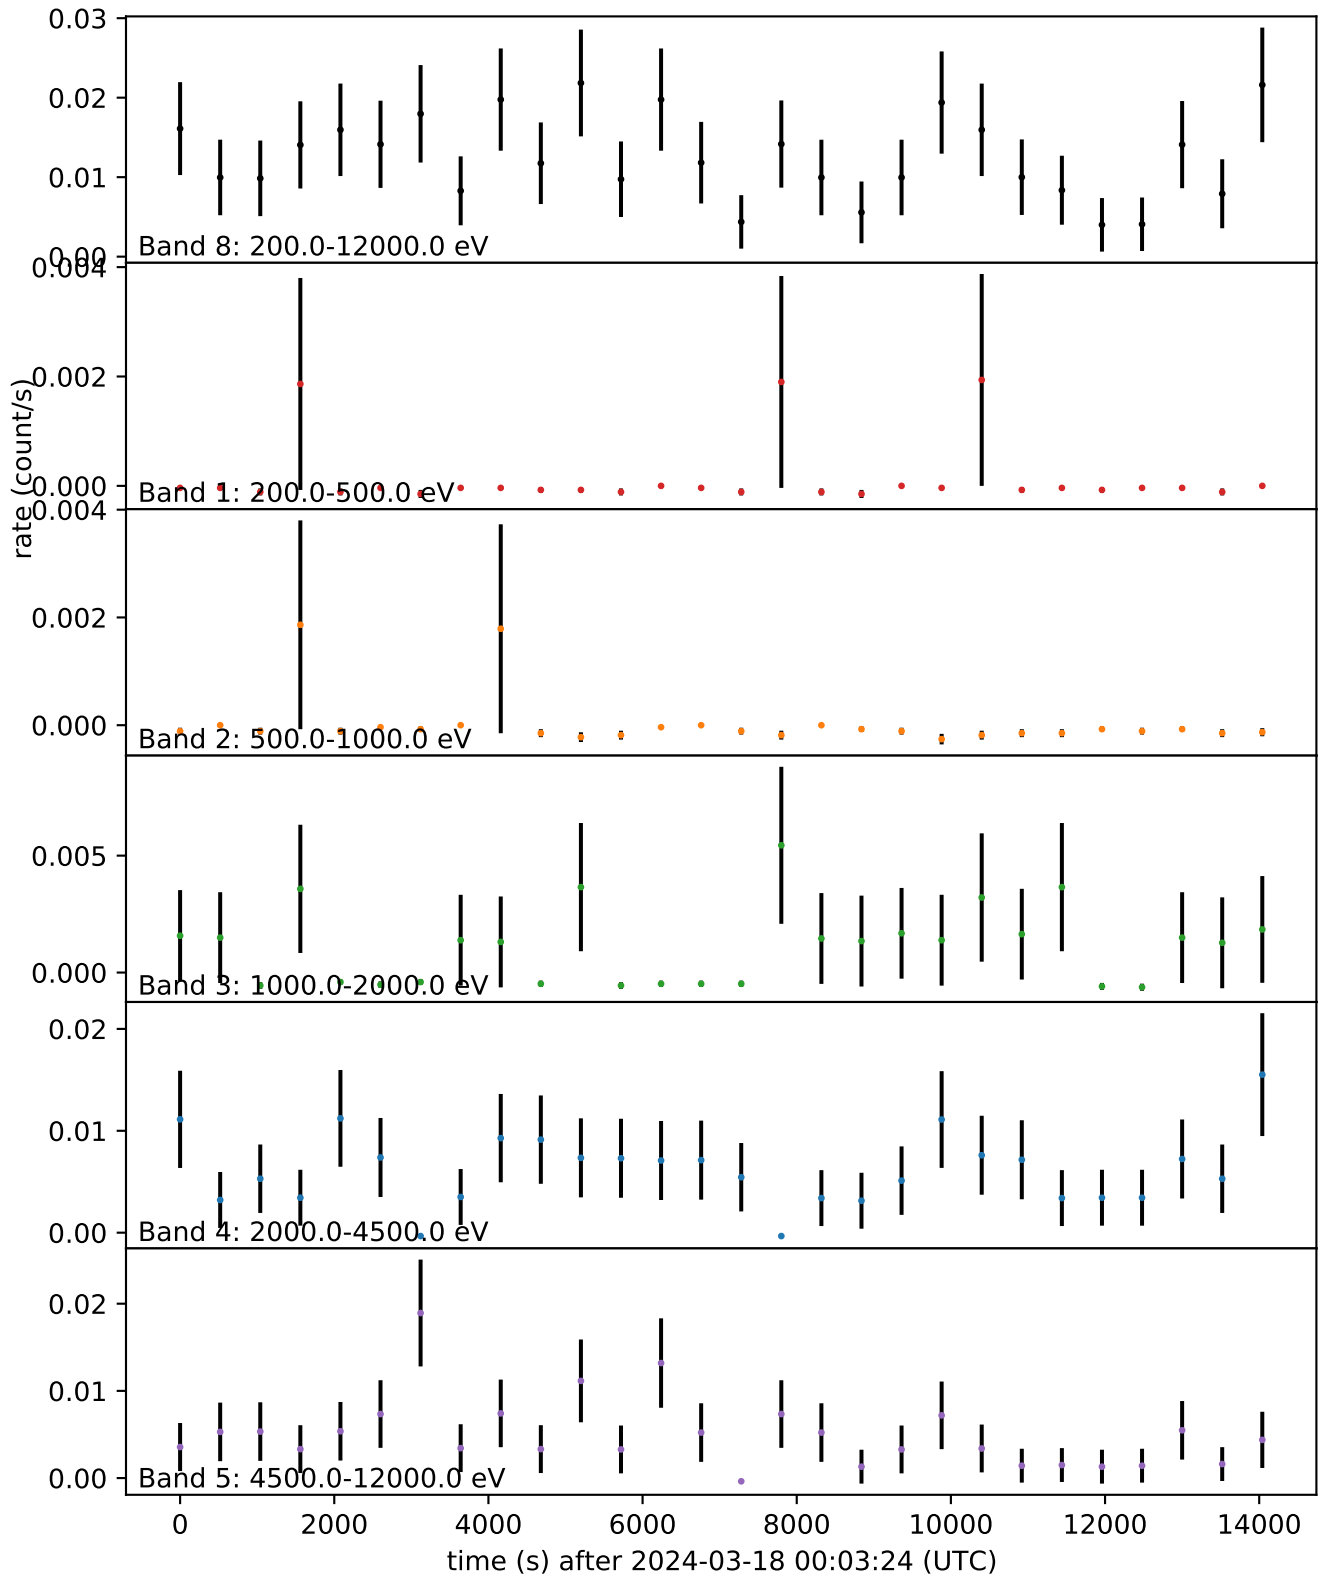 0.03
0.02
0.01
0.00
Band 8: 200.0-12000.0 eV
0.004
0.002
0.000
Band 1: 200.0-500.0 eV
rate (count/s)
0.004
0.002
0.000
Band 2: 500.0-1000.0 eV
0.005
0.000
Band 3: 1000.0-2000.0 eV
0.02
0.01
0.00
Band 4: 2000.0-4500.0 eV
0.02
0.01
0.00
Band 5: 4500.0-12000.0 eV
0 2000 4000 6000 8000 10000 12000 14000
time (s) after 2024-03-18 00:03:24 (UTC)